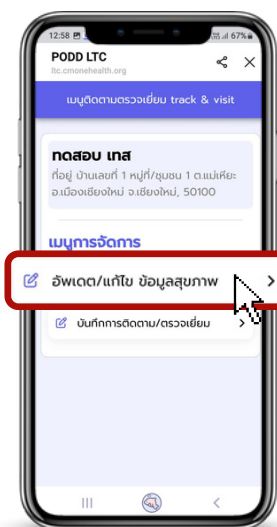 12:58
67%
PODD LTC
ltc.cmonehealth.org
เมนูติดตามตรวจเยี่ยม track & visit
ทดสอบ เทส
ที่อยู่ บ้านเลขที่ 1 หมู่ที่/ชุมชน 1 ต.แม่เหียะ
อ.เมืองเชียงใหม่ จ.เชียงใหม่, 50100
เมนูการจัดการ
อัพเดต/แก้ไข ข้อมูลสุขภาพ
บันทึกการติดตาม/ตรวจเยี่ยม